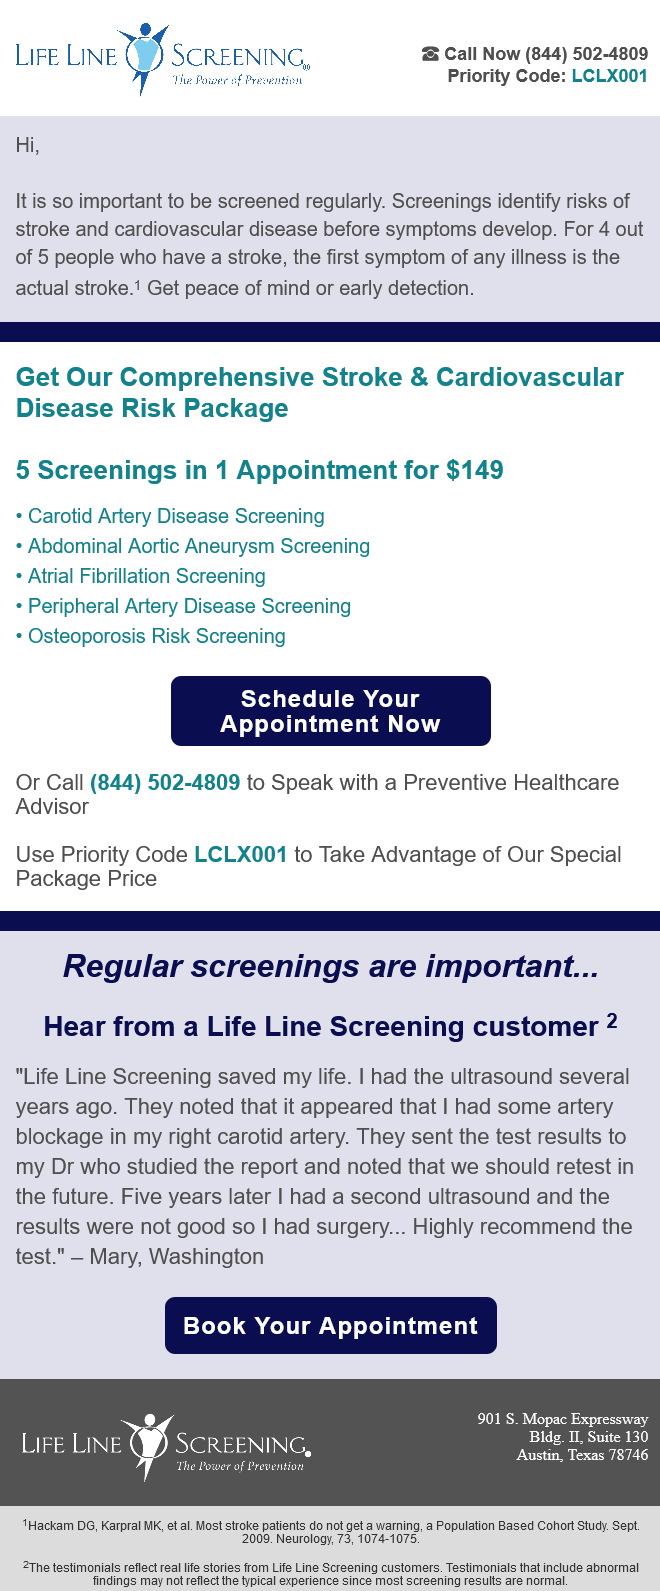 LIFE LINE SCREENING®
The Power of Prevention
☎ Call Now (844) 502-4809
Priority Code: LCLX001
Hi,
It is so important to be screened regularly. Screenings identify risks of
stroke and cardiovascular disease before symptoms develop. For 4 out
of 5 people who have a stroke, the first symptom of any illness is the
actual stroke.¹ Get peace of mind or early detection.
Get Our Comprehensive Stroke & Cardiovascular
Disease Risk Package
5 Screenings in 1 Appointment for $149
• Carotid Artery Disease Screening
• Abdominal Aortic Aneurysm Screening
• Atrial Fibrillation Screening
• Peripheral Artery Disease Screening
• Osteoporosis Risk Screening
Schedule Your
Appointment Now
Or Call (844) 502-4809 to Speak with a Preventive Healthcare
Advisor
Use Priority Code LCLX001 to Take Advantage of Our Special
Package Price
Regular screenings are important...
Hear from a Life Line Screening customer ²
"Life Line Screening saved my life. I had the ultrasound several
years ago. They noted that it appeared that I had some artery
blockage in my right carotid artery. They sent the test results to
my Dr who studied the report and noted that we should retest in
the future. Five years later I had a second ultrasound and the
results were not good so I had surgery... Highly recommend the
test." – Mary, Washington
Book Your Appointment
LIFE LINE SCREENING®
The Power of Prevention
901 S. Mopac Expressway
Bldg. II, Suite 130
Austin, Texas 78746
¹Hackam DG, Karpral MK, et al. Most stroke patients do not get a warning, a Population Based Cohort Study. Sept.
2009. Neurology, 73, 1074-1075.
²The testimonials reflect real life stories from Life Line Screening customers. Testimonials that include abnormal
findings may not reflect the typical experience since most screening results are normal.